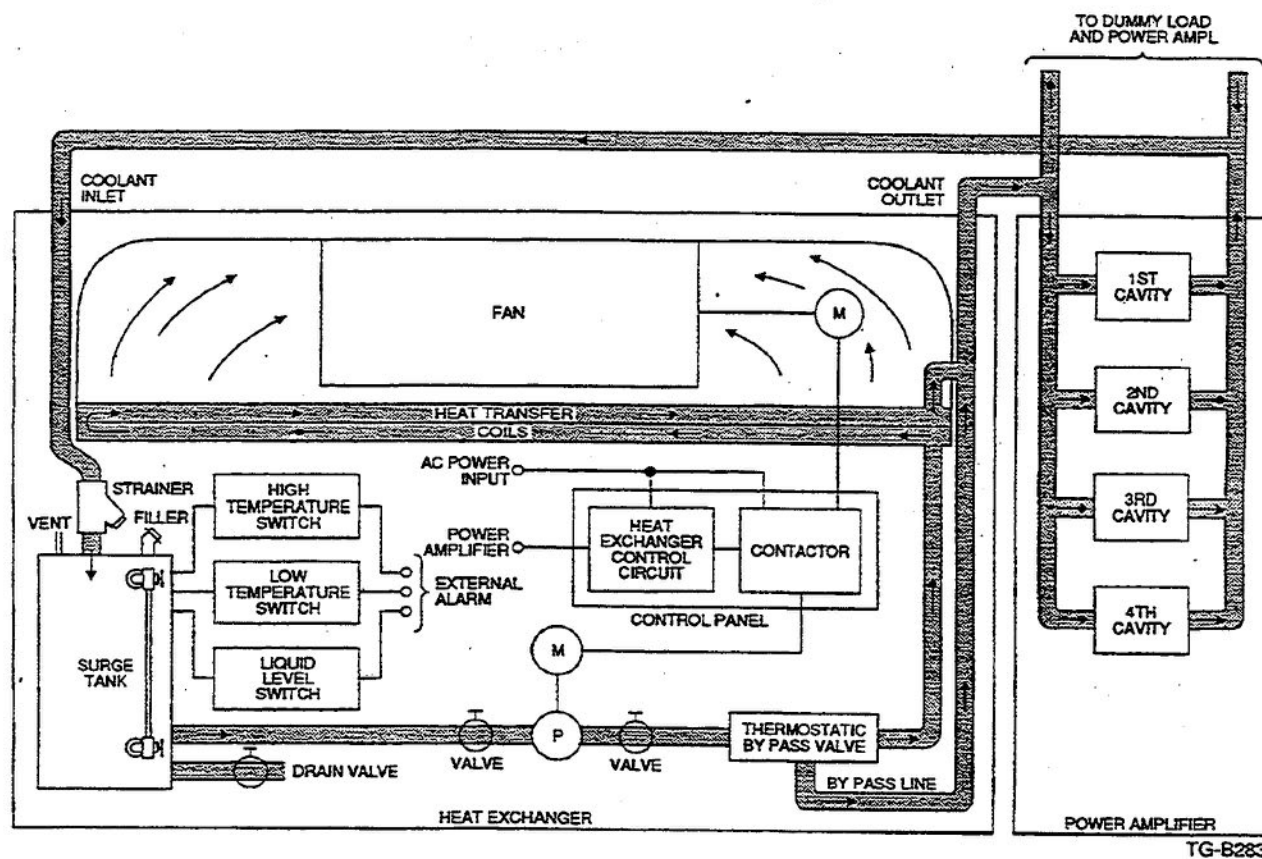 TO DUMMY LOAD
AND POWER AMPL
COOLANT
INLET
COOLANT
OUTLET
FAN
M
1ST
CAVITY
2ND
CAVITY
3RD
CAVITY
4TH
CAVITY
HEAT TRANSFER
COILS
AC POWER
INPUT
STRAINER
VENT
FILLER
HIGH
TEMPERATURE
SWITCH
LOW
TEMPERATURE
SWITCH
LIQUID
LEVEL
SWITCH
POWER
AMPLIFIER
EXTERNAL
ALARM
HEAT
EXCHANGER
CONTROL
CIRCUIT
CONTACTOR
CONTROL PANEL
SURGE
TANK
M
P
VALVE
VALVE
THERMOSTATIC
BY PASS VALVE
DRAIN VALVE
BY PASS LINE
HEAT EXCHANGER
POWER AMPLIFIER
TG-B283